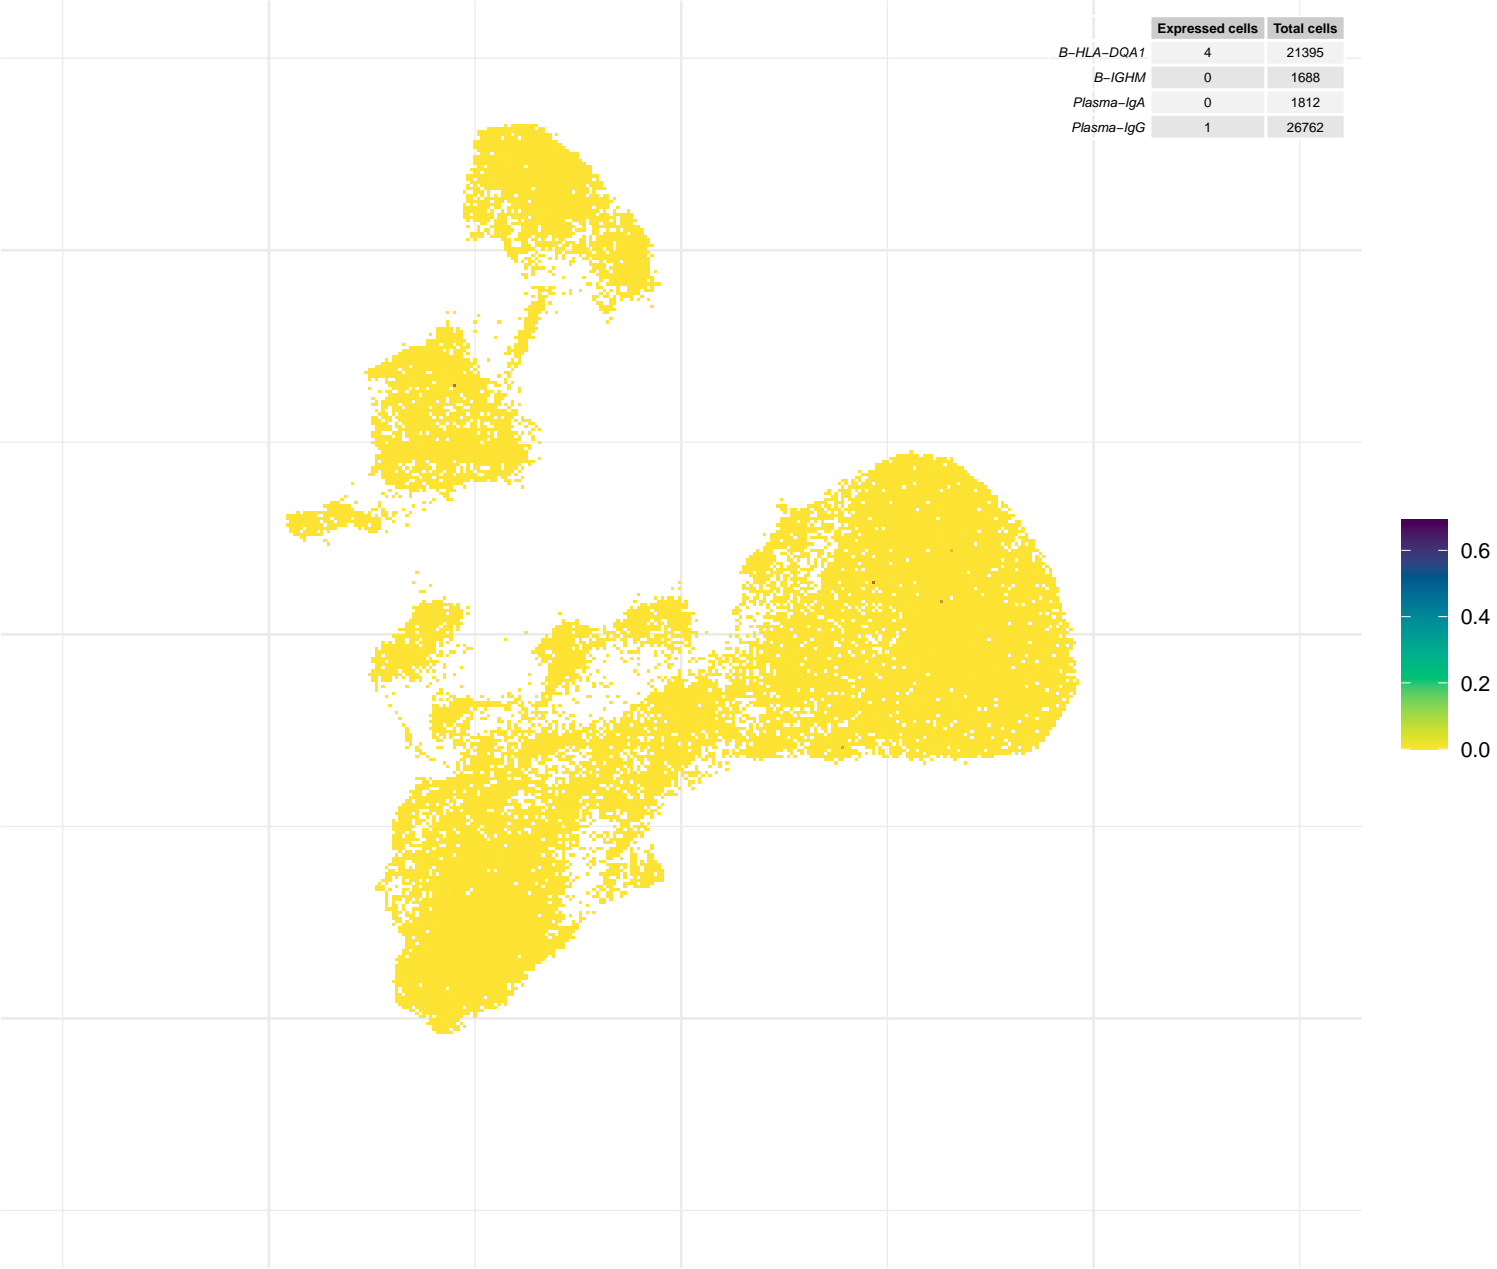 Expressed cells Total cells
B−HLA−DQA1 4 21395
B−IGHM 0 1688
Plasma−IgA 0 1812
Plasma−IgG 1 26762
0.6
0.4
0.2
0.0